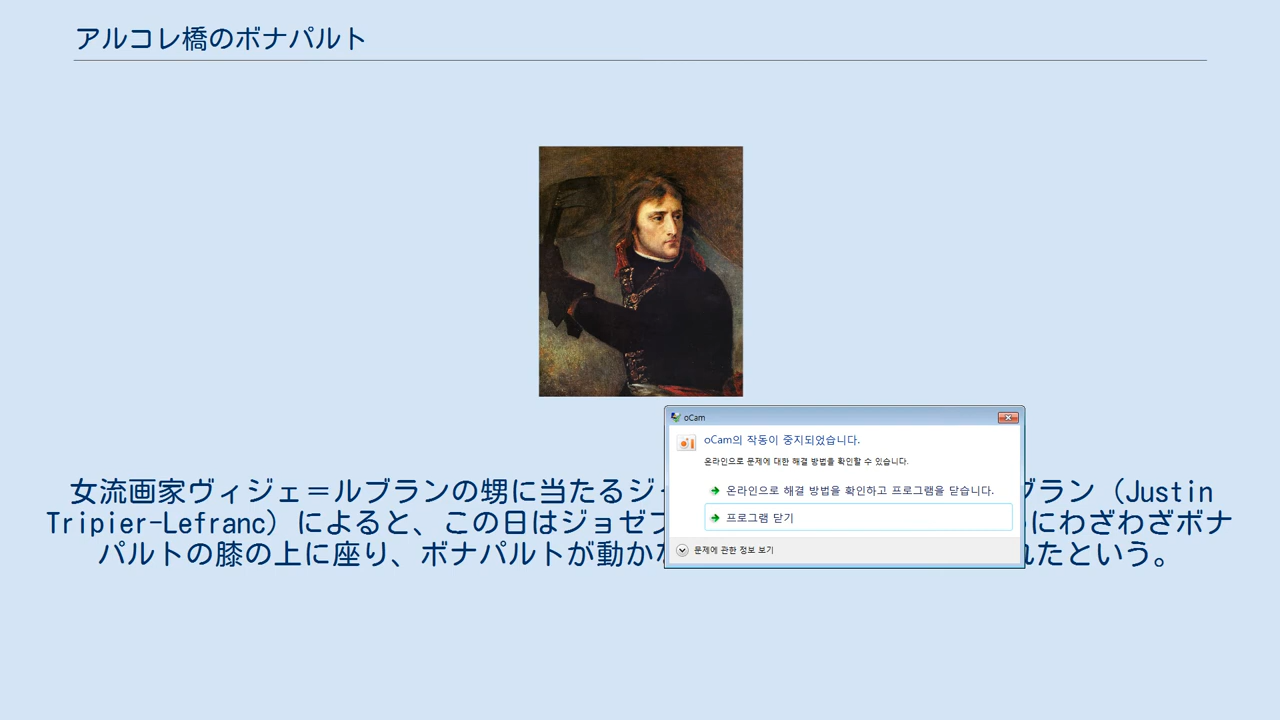 アルコレ橋のボナパルト
oCam
oCam의 작동이 중지되었습니다.
온라인으로 문제에 대한 해결 방법을 확인할 수 있습니다.
온라인으로 해결 방법을 확인하고 프로그램을 닫습니다.
프로그램 닫기
문제에 관한 정보 보기
女流画家ヴィジェ＝ルブランの甥に当たるジ ブラン（Justin
Tripier-Lefranc）によると、この日はジョゼフ にわざわざボナ
パルトの膝の上に座り、ボナパルトが動か れたという。